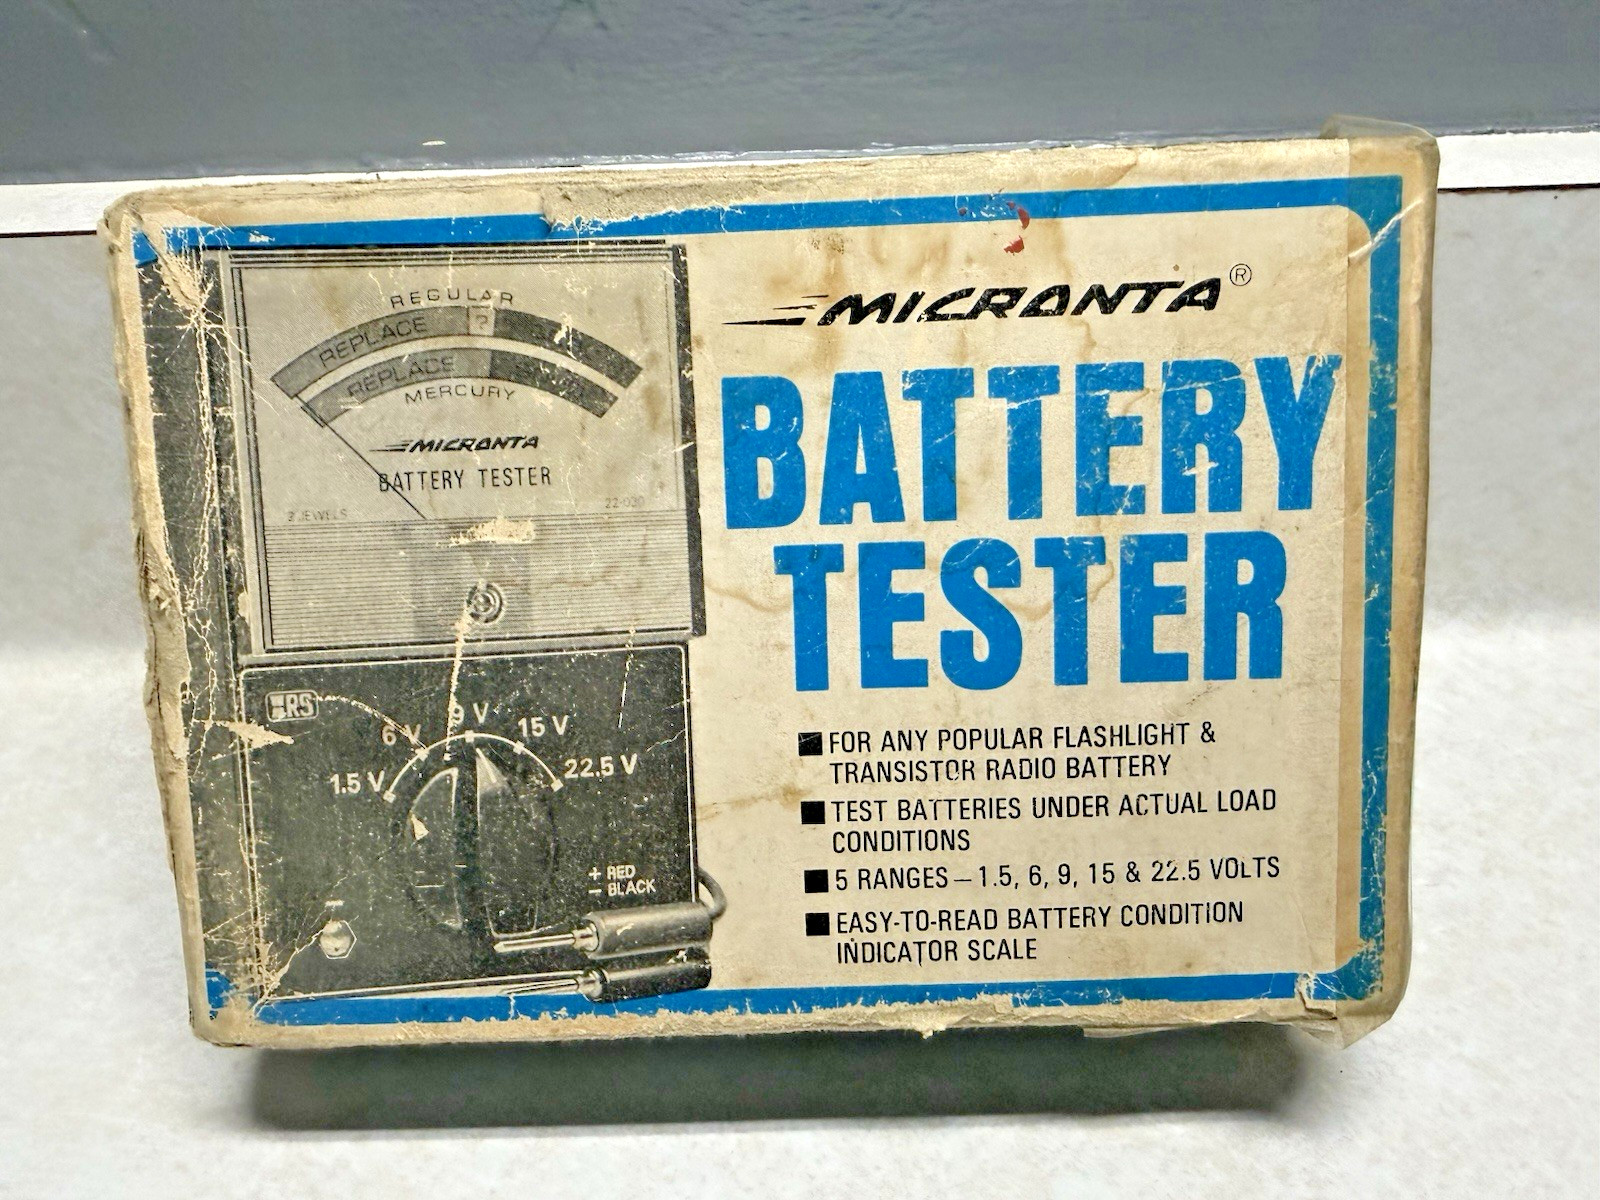 REGULAR
REPLACE ?
REPLACE
MERCURY
MICRONTA
BATTERY TESTER
2 JEWELS 22-030
RS
1.5 V
6 V
9 V
15 V
22.5 V
+ RED
– BLACK
MICRONTA®
BATTERY
TESTER
■ FOR ANY POPULAR FLASHLIGHT &
TRANSISTOR RADIO BATTERY
■ TEST BATTERIES UNDER ACTUAL LOAD
CONDITIONS
■ 5 RANGES – 1.5, 6, 9, 15 & 22.5 VOLTS
■ EASY-TO-READ BATTERY CONDITION
INDICATOR SCALE